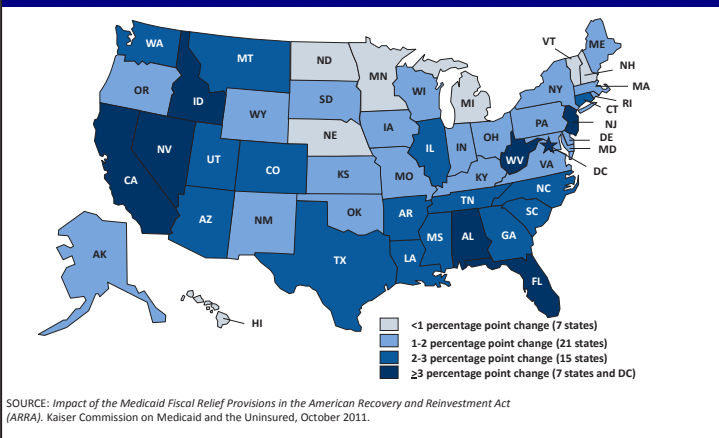 WA
MT
ND
MN
VT
ME
NH
OR
ID
SD
WI
MI
NY
MA
RI
CT
WY
IA
PA
NJ
NE
OH
DE
NV
UT
IL
IN
WV
MD
CO
VA
DC
CA
KS
MO
KY
NC
TN
OK
AR
SC
AZ
NM
MS
AL
GA
AK
TX
LA
FL
HI
<1 percentage point change (7 states)
1-2 percentage point change (21 states)
2-3 percentage point change (15 states)
≥3 percentage point change (7 states and DC)
SOURCE: Impact of the Medicaid Fiscal Relief Provisions in the American Recovery and Reinvestment Act
(ARRA). Kaiser Commission on Medicaid and the Uninsured, October 2011.